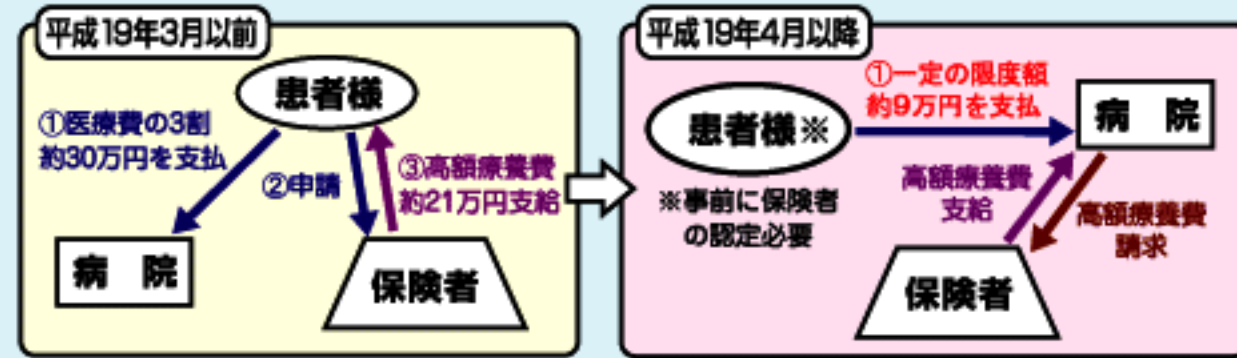 平成19年3月以前
患者様
①医療費の3割
約30万円を支払
②申請
③高額療養費
約21万円支給
病　院
保険者
平成19年4月以降
①一定の限度額
約9万円を支払
患者様※
病　院
※事前に保険者
の認定必要
高額療養費
支給
高額療養費
請求
保険者